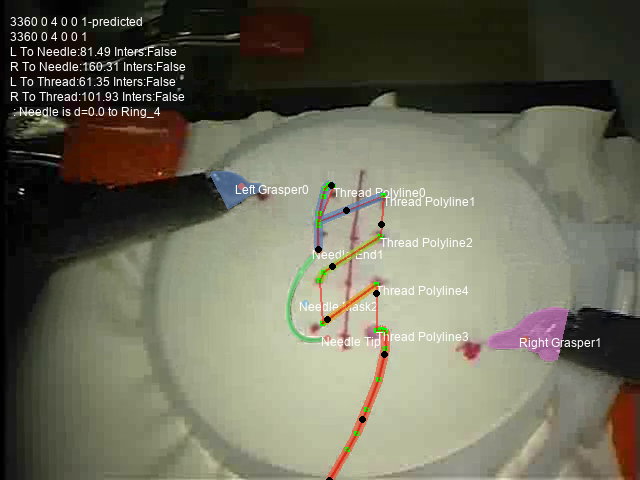 3360 0 4 0 0 1-predicted
3360 0 4 0 0 1
L To Needle:81.49 Inters:False
R To Needle:160.31 Inters:False
L To Thread:61.35 Inters:False
R To Thread:101.93 Inters:False
: Needle is d=0.0 to Ring_4
Left Grasper0
Thread Polyline0
Thread Polyline1
Thread Polyline2
Needle End1
Thread Polyline4
Needle Mask2
Thread Polyline3
Needle Tip
Right Grasper1